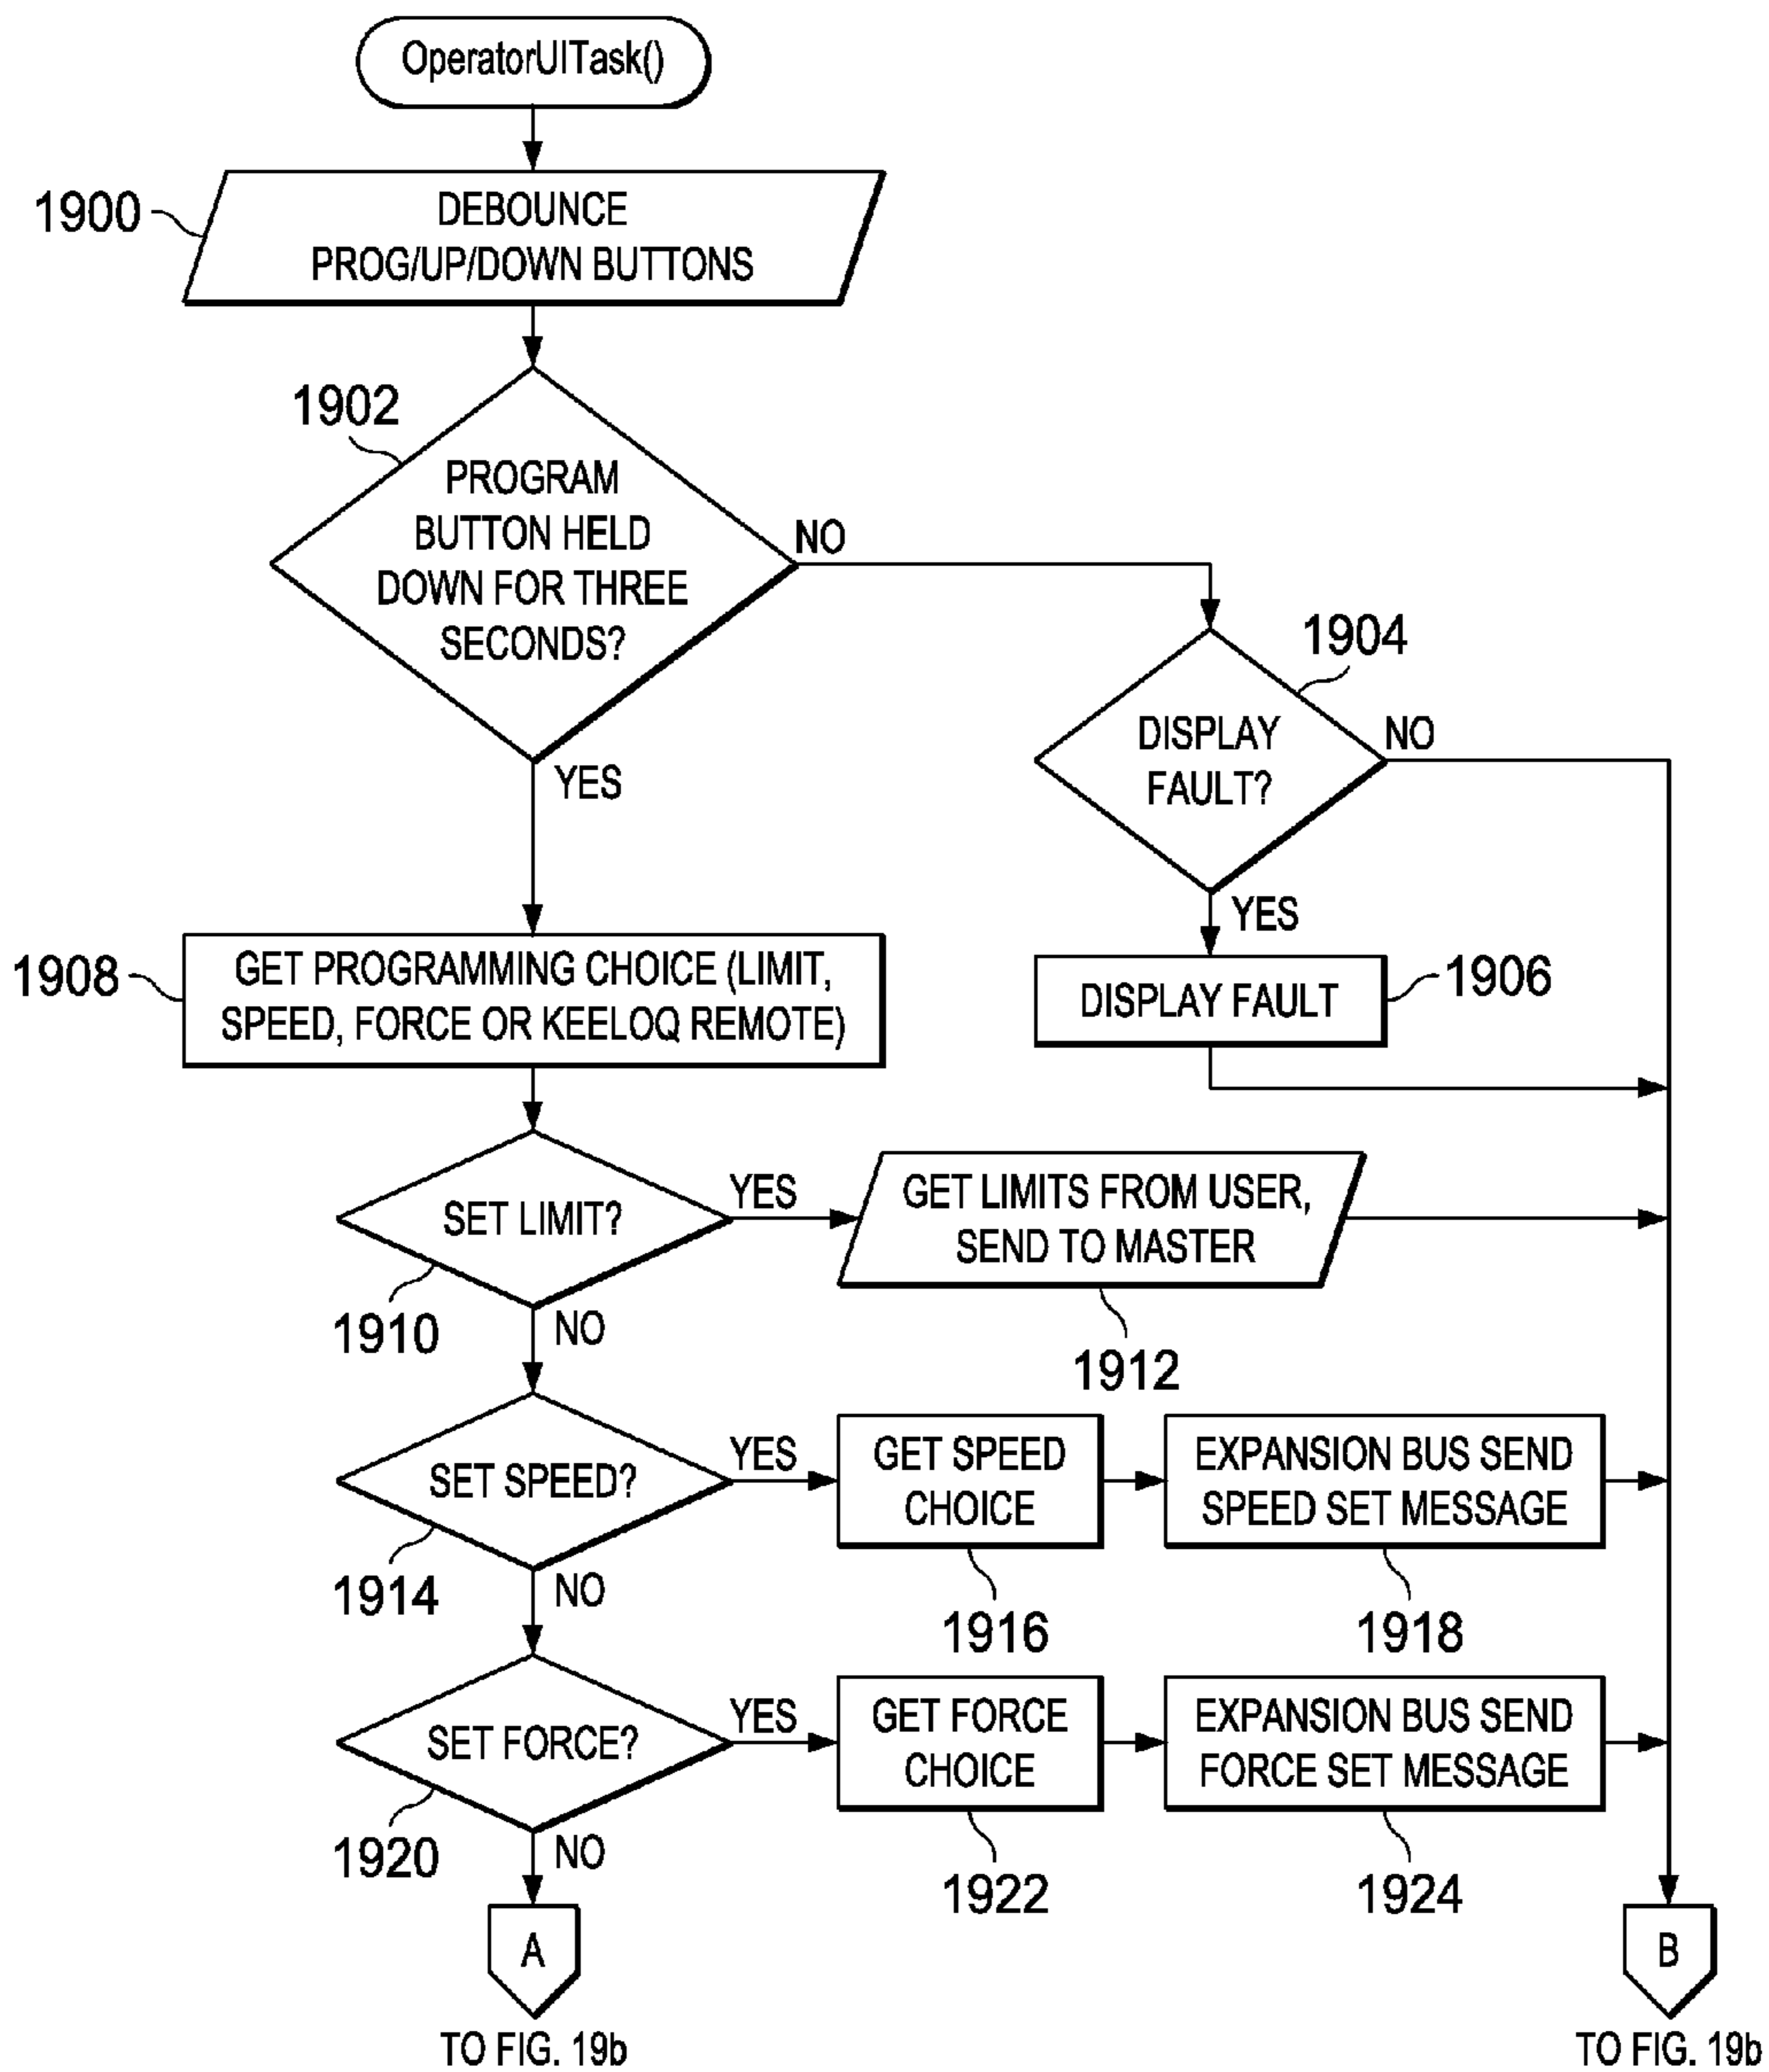 OperatorUITask()
1900
DEBOUNCE
PROG/UP/DOWN BUTTONS
1902
PROGRAM
BUTTON HELD
DOWN FOR THREE
SECONDS?
NO
YES
1904
DISPLAY
FAULT?
NO
YES
1906
DISPLAY FAULT
1908
GET PROGRAMMING CHOICE (LIMIT,
SPEED, FORCE OR KEELOQ REMOTE)
SET LIMIT?
YES
1910
NO
GET LIMITS FROM USER,
SEND TO MASTER
1912
SET SPEED?
YES
1914
NO
GET SPEED
CHOICE
1916
EXPANSION BUS SEND
SPEED SET MESSAGE
1918
SET FORCE?
YES
1920
NO
GET FORCE
CHOICE
1922
EXPANSION BUS SEND
FORCE SET MESSAGE
1924
A
TO FIG. 19b
B
TO FIG. 19b